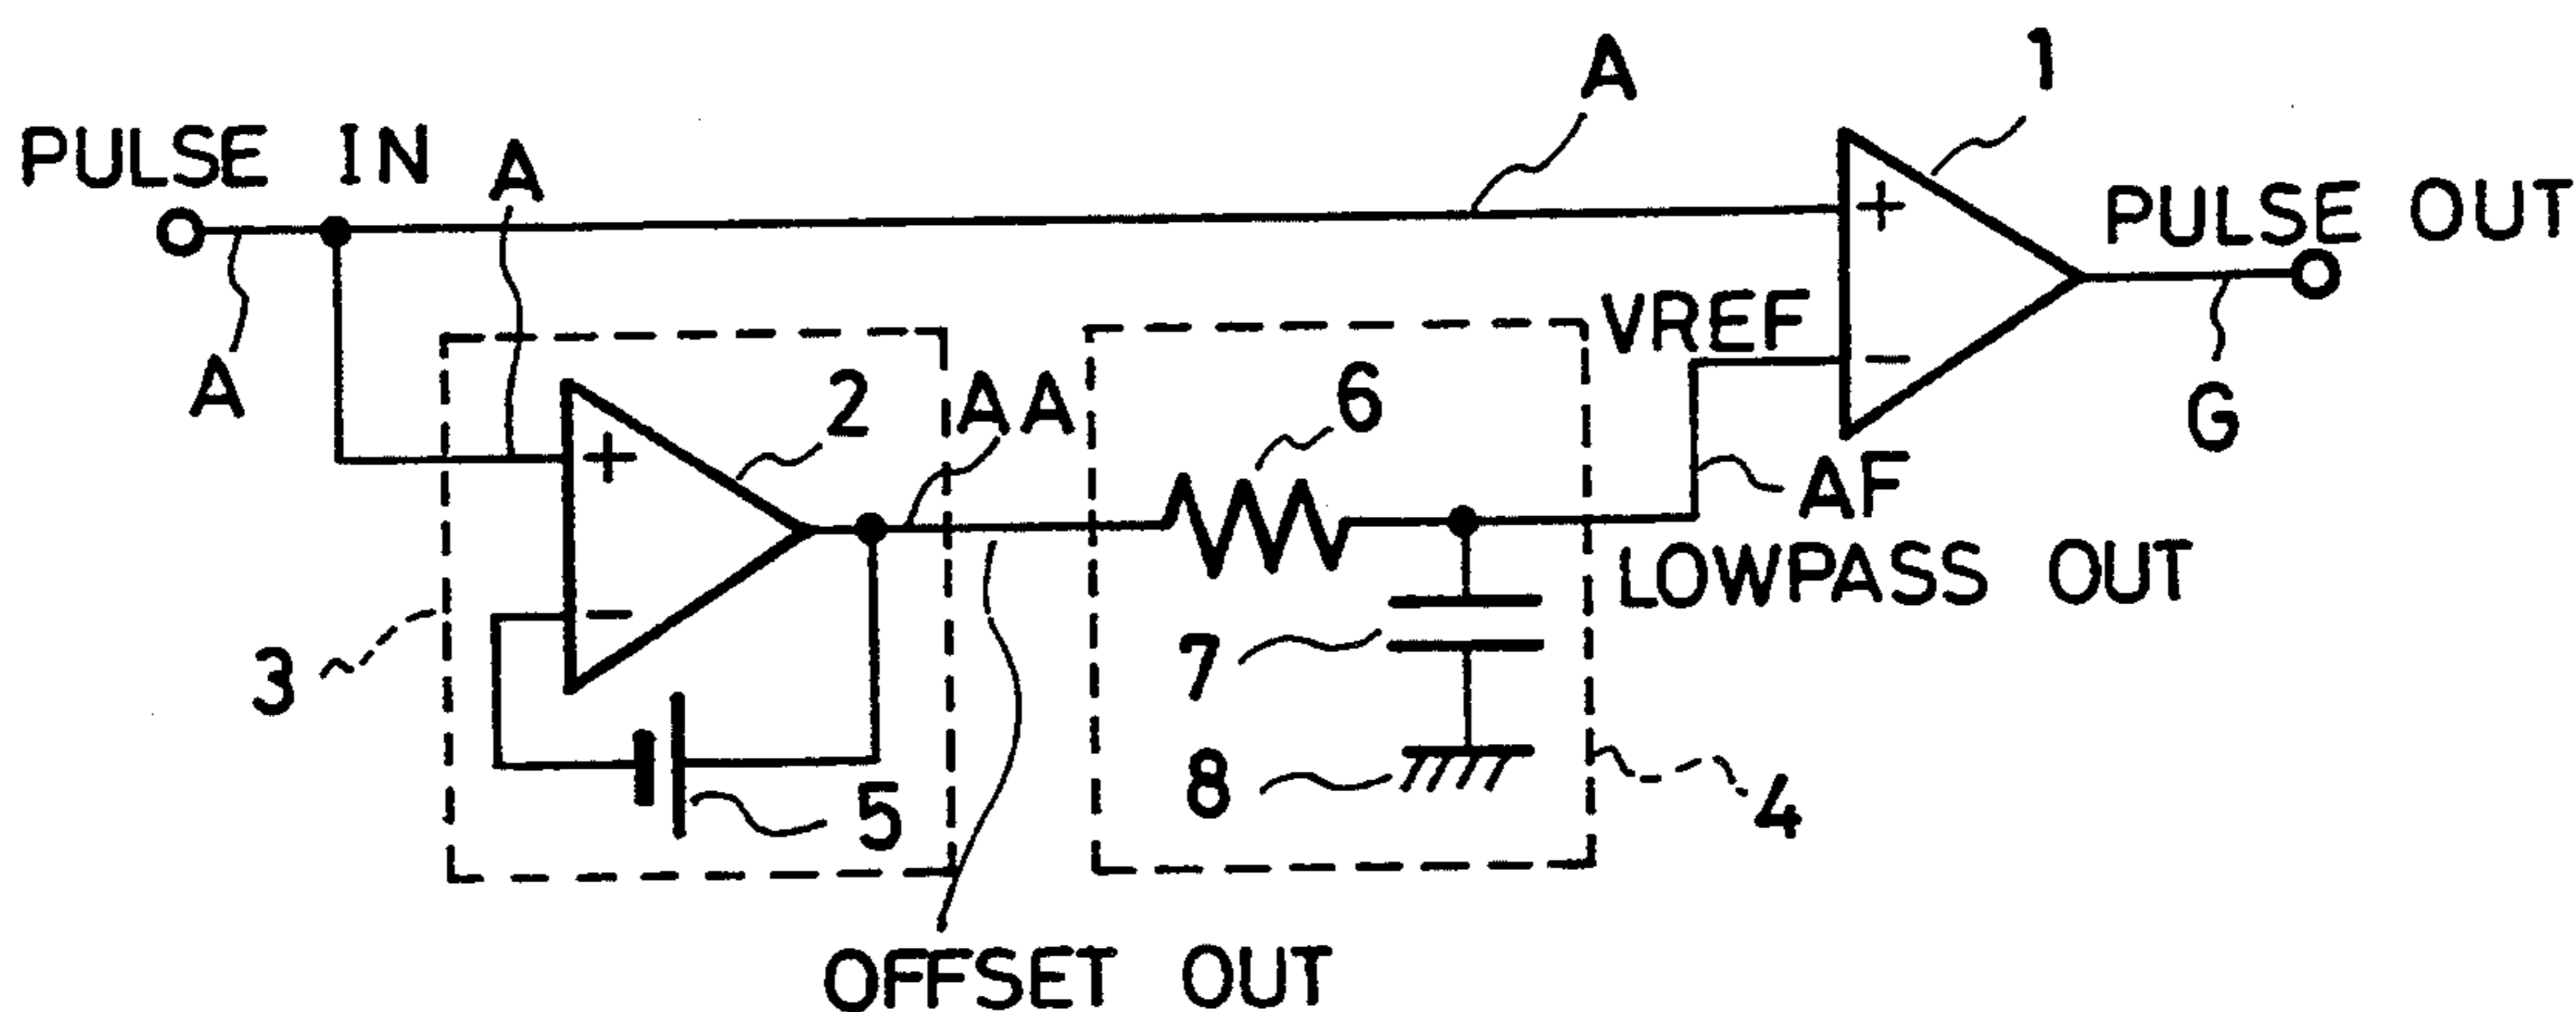 A
1
PULSE IN
A
PULSE OUT
+
A
VREF
−
G
2
+
AA
6
AF
LOWPASS OUT
−
3
7
5
8
4
OFFSET OUT